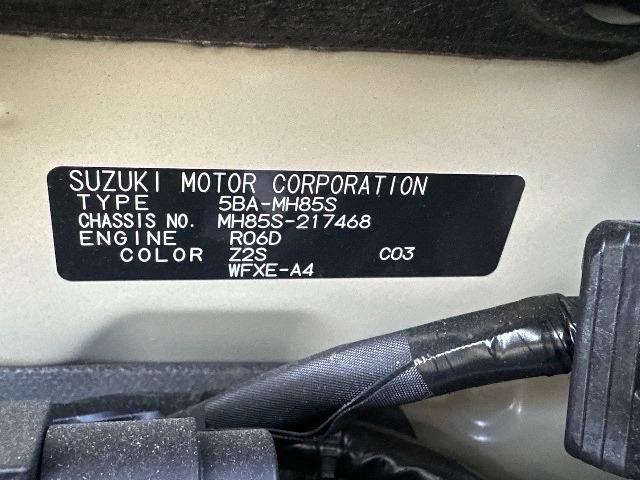 SUZUKI MOTOR CORPORATION
TYPE 5BA-MH85S
CHASSIS NO. MH85S-217468
ENGINE R06D
COLOR Z2S C03
WFXE-A4